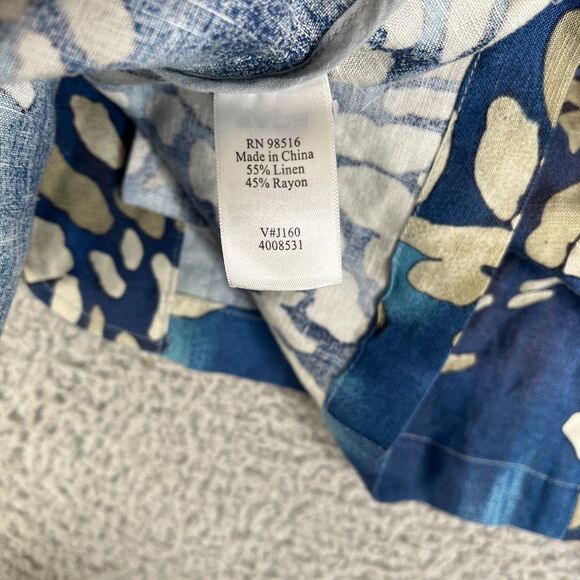 RN 98516
Made in China
55% Linen
45% Rayon
V#J160
4008531